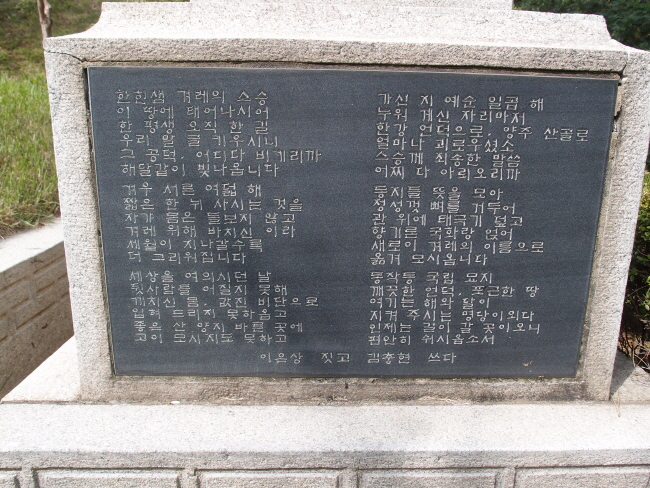 한힌샘 겨레의 스승
이 땅에 태어나시어
한 평생 오직 한 길
우리 말 글 키우시니
그 공덕, 어디다 비기리까
해달같이 빛나옵니다
겨우 서른 여덟 해
짧은 한 뉘 사시는 것을
자가 몸은 돌보지 않고
겨레 위해 바치신 이라
세월이 지나갈수록
더 그리워집니다
세상을 여의시던 날
뒷사람들 어질지 못해
깨치신 몸, 값진 비단으로
입혀 드리지 못하옵고
좋은 산 양지 바른 곳에
고이 모시지도 못하고
가신 지 예순 일곱 해
누워 계신 자리마저
한강 언덕으로, 양주 산골로
얼마나 괴로우셨소
스승께 죄송한 말씀
어찌 다 아뢰오리까
동지들 뜻을 모아
정성껏 뼈를 거두어
관 위에 태극기 덮고
향기론 국화랑 얹어
새로이 겨레의 이름으로
옮겨 모시옵니다
동작동 국립 묘지
깨끗한 언덕, 포근한 땅
여기는 해와 달이
지켜 주시는 명당이외다
인제는 길이 갈 곳이오니
편안히 쉬시옵소서
이은상 짓고 김충현 쓰다